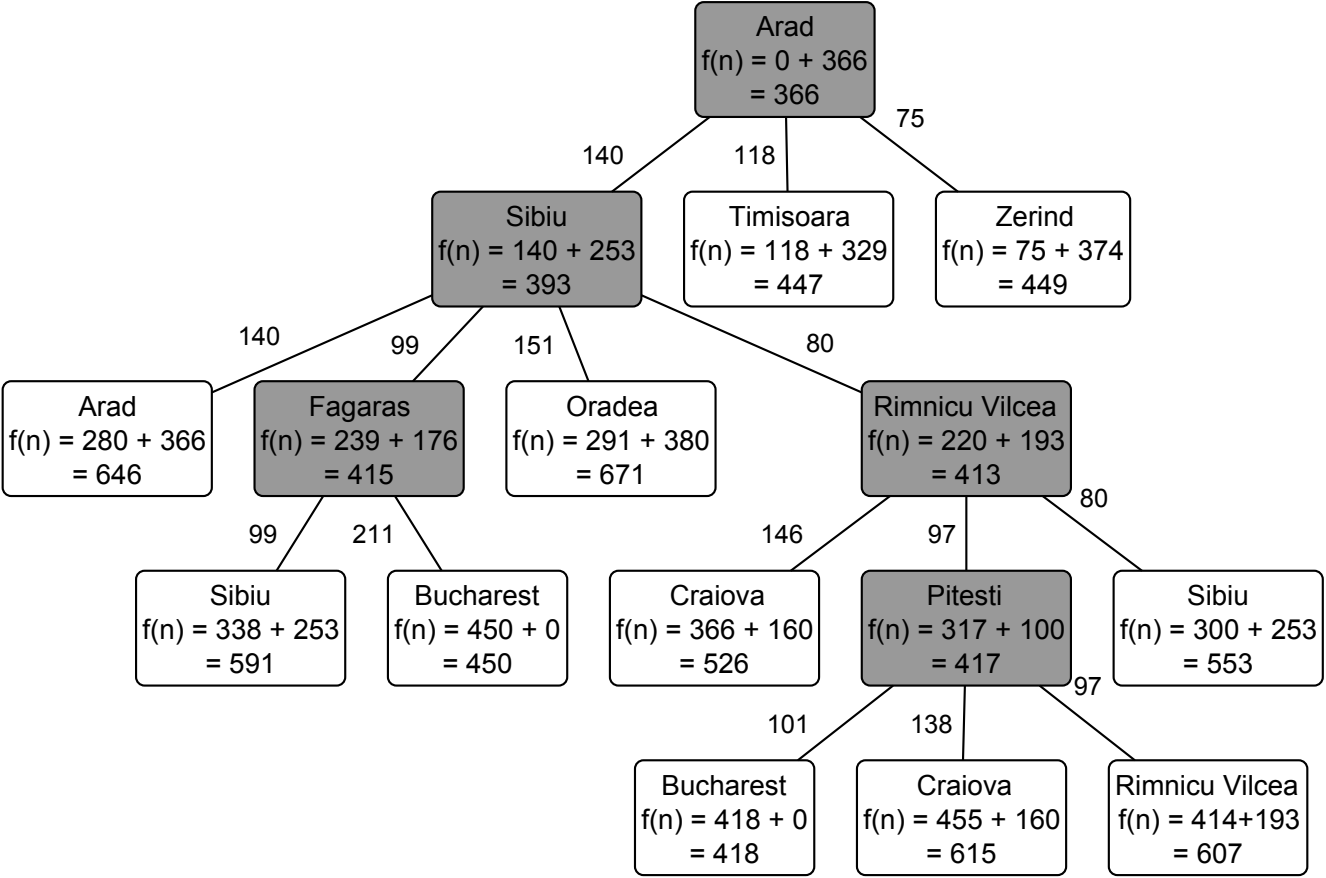 Arad
f(n) = 0 + 366
= 366
75
140
118
Sibiu
f(n) = 140 + 253
= 393
Timisoara
f(n) = 118 + 329
= 447
Zerind
f(n) = 75 + 374
= 449
140
99
151
80
Arad
f(n) = 280 + 366
= 646
Fagaras
f(n) = 239 + 176
= 415
Oradea
f(n) = 291 + 380
= 671
Rimnicu Vilcea
f(n) = 220 + 193
= 413
99
211
146
97
80
Sibiu
f(n) = 338 + 253
= 591
Bucharest
f(n) = 450 + 0
= 450
Craiova
f(n) = 366 + 160
= 526
Pitesti
f(n) = 317 + 100
= 417
Sibiu
f(n) = 300 + 253
= 553
101
138
97
Bucharest
f(n) = 418 + 0
= 418
Craiova
f(n) = 455 + 160
= 615
Rimnicu Vilcea
f(n) = 414+193
= 607